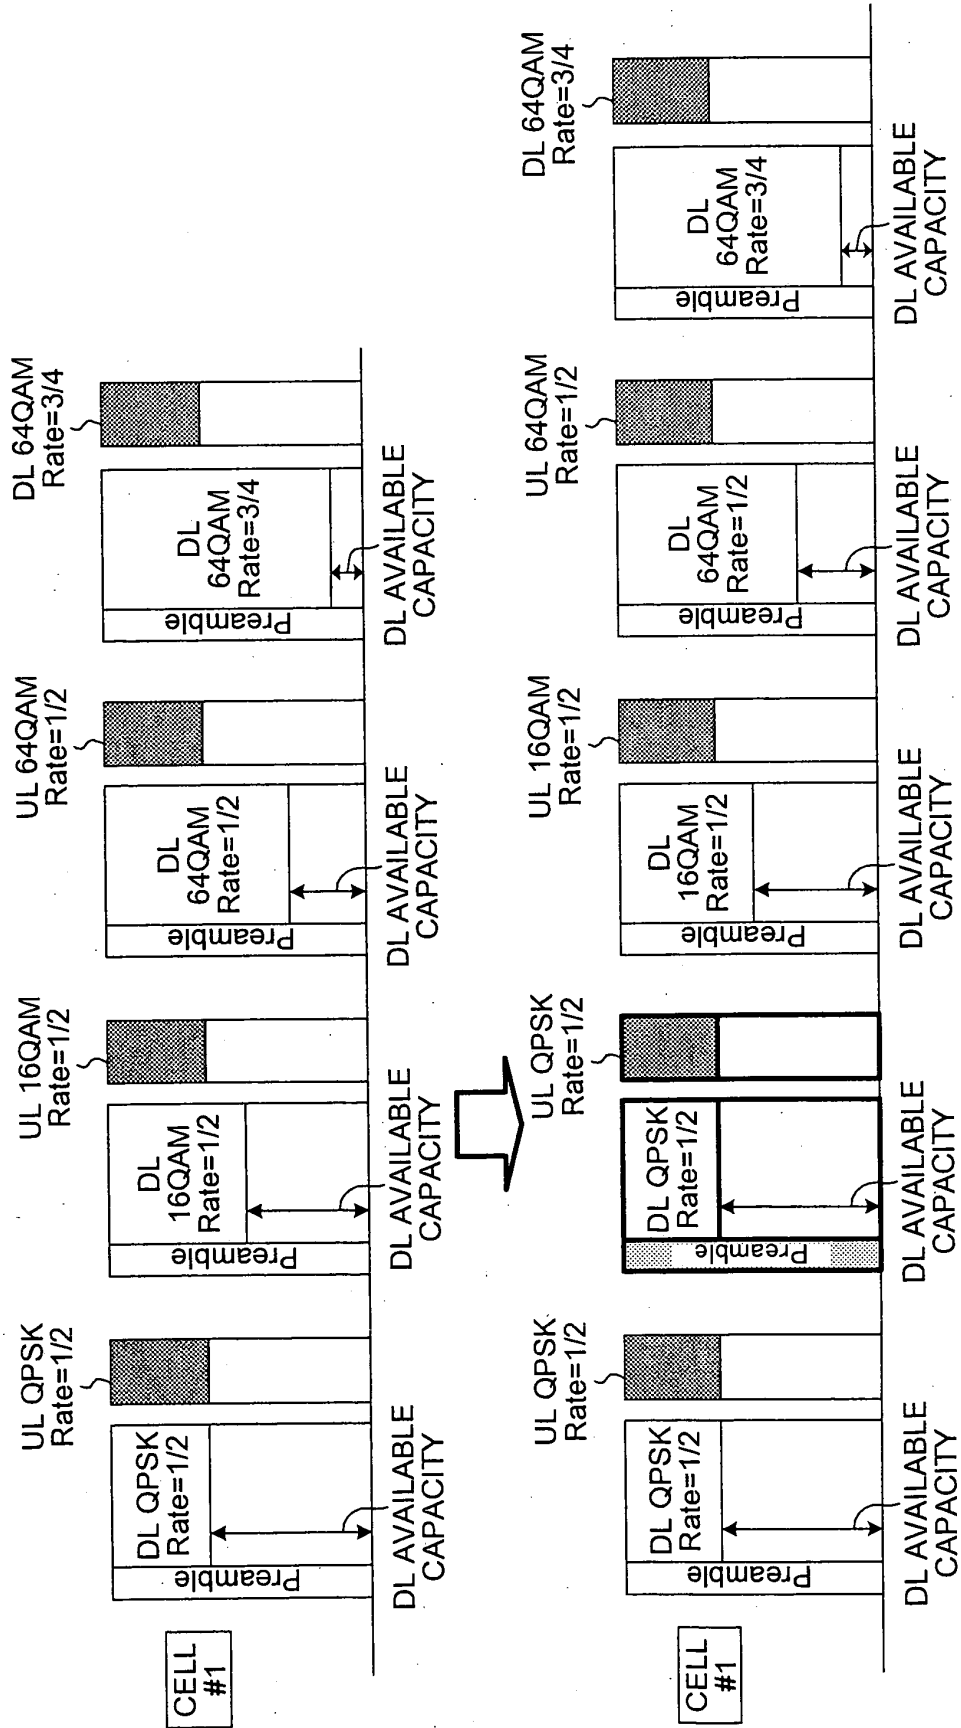 CELL
#1
Preamble
DL QPSK
Rate=1/2
DL AVAILABLE
CAPACITY
UL QPSK
Rate=1/2
Preamble
DL
16QAM
Rate=1/2
DL AVAILABLE
CAPACITY
UL 16QAM
Rate=1/2
Preamble
DL
64QAM
Rate=1/2
DL AVAILABLE
CAPACITY
UL 64QAM
Rate=1/2
Preamble
DL
64QAM
Rate=3/4
DL AVAILABLE
CAPACITY
DL 64QAM
Rate=3/4
CELL
#1
Preamble
DL QPSK
Rate=1/2
DL AVAILABLE
CAPACITY
UL QPSK
Rate=1/2
Preamble
DL QPSK
Rate=1/2
DL AVAILABLE
CAPACITY
UL QPSK
Rate=1/2
Preamble
DL
16QAM
Rate=1/2
DL AVAILABLE
CAPACITY
UL 16QAM
Rate=1/2
Preamble
DL
64QAM
Rate=1/2
DL AVAILABLE
CAPACITY
UL 64QAM
Rate=1/2
Preamble
DL
64QAM
Rate=3/4
DL AVAILABLE
CAPACITY
DL 64QAM
Rate=3/4